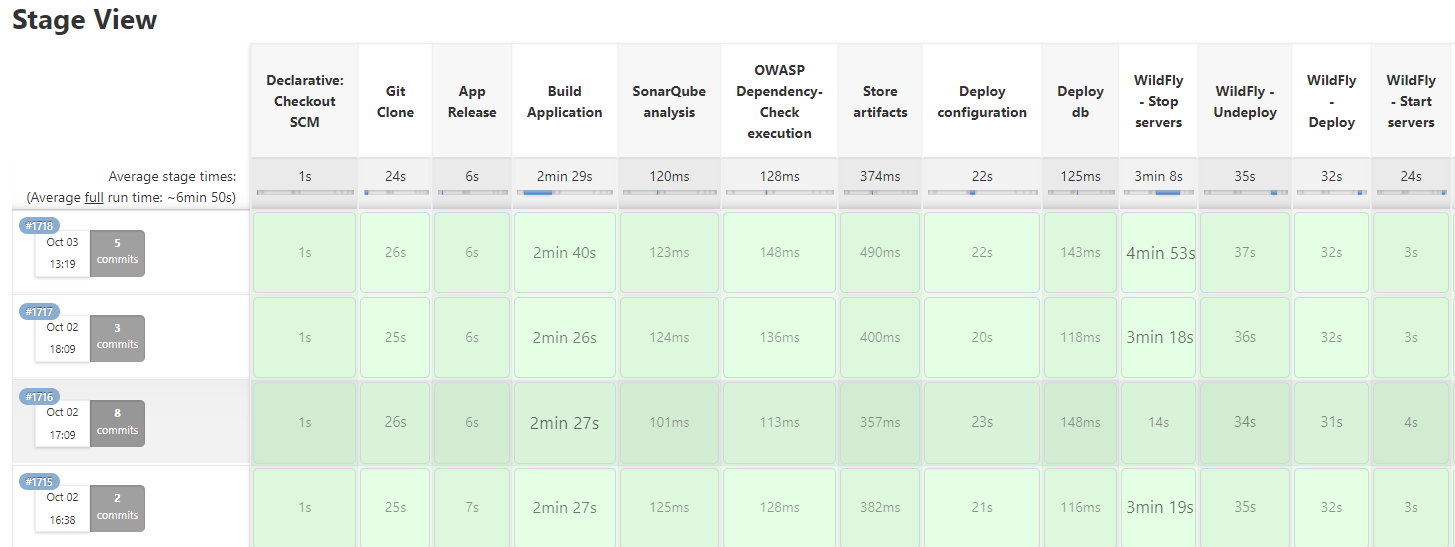 Stage View
Declarative: Checkout SCM
Git Clone
App Release
Build Application
SonarQube analysis
OWASP Dependency-Check execution
Store artifacts
Deploy configuration
Deploy db
WildFly - Stop servers
WildFly - Undeploy
WildFly - Deploy
WildFly - Start servers
Average stage times:
(Average full run time: ~6min 50s)
1s 24s 6s 2min 29s 120ms 128ms 374ms 22s 125ms 3min 8s 35s 32s 24s
#1718
Oct 03
13:19
5
commits
1s 26s 6s 2min 40s 123ms 148ms 490ms 22s 143ms 4min 53s 37s 32s 3s
#1717
Oct 02
18:09
3
commits
1s 25s 6s 2min 26s 124ms 136ms 400ms 20s 118ms 3min 18s 36s 32s 3s
#1716
Oct 02
17:09
8
commits
1s 26s 6s 2min 27s 101ms 113ms 357ms 23s 148ms 14s 34s 31s 4s
#1715
Oct 02
16:38
2
commits
1s 25s 7s 2min 27s 125ms 128ms 382ms 21s 116ms 3min 19s 35s 32s 3s